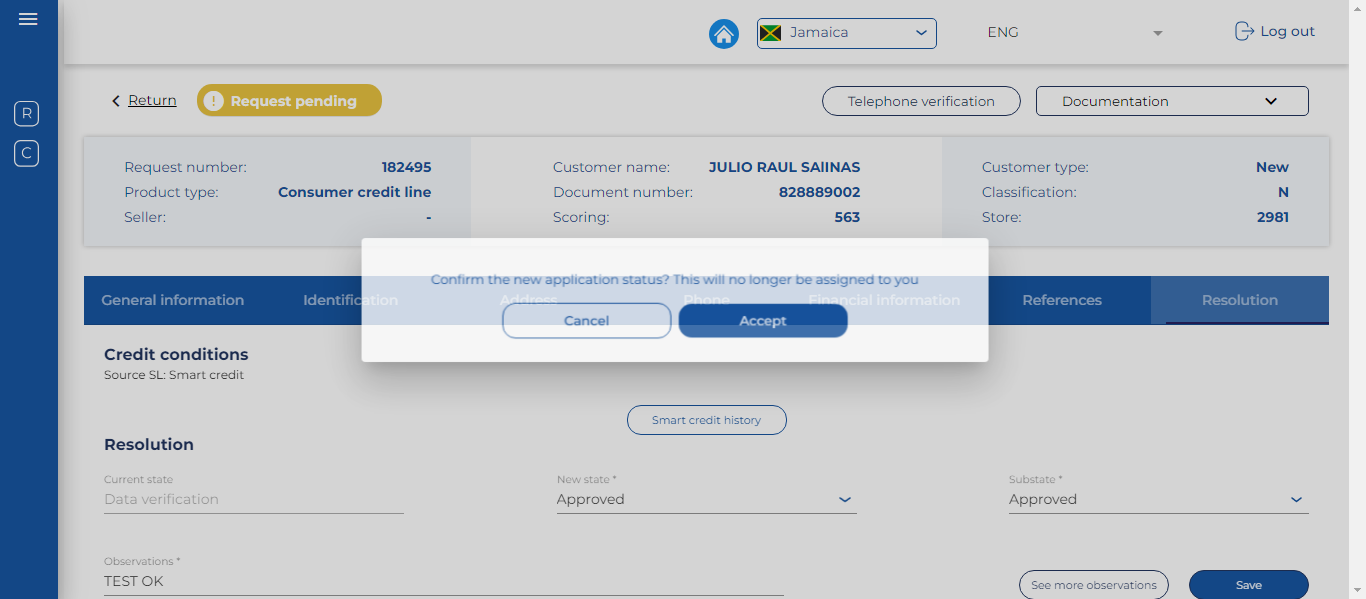 Jamaica
ENG
Log out
R
C
Return
! Request pending
Telephone verification
Documentation
Request number: 182495
Product type: Consumer credit line
Seller: -
Customer name: JULIO RAUL SAlINAS
Document number: 828889002
Scoring: 563
Customer type: New
Classification: N
Store: 2981
Confirm the new application status? This will no longer be assigned to you
General information
Identification
Address
Phone
Financial information
References
Resolution
Cancel
Accept
Credit conditions
Source SL: Smart credit
Smart credit history
Resolution
Current state
Data verification
New state *
Approved
Substate *
Approved
Observations *
TEST OK
See more observations
Save